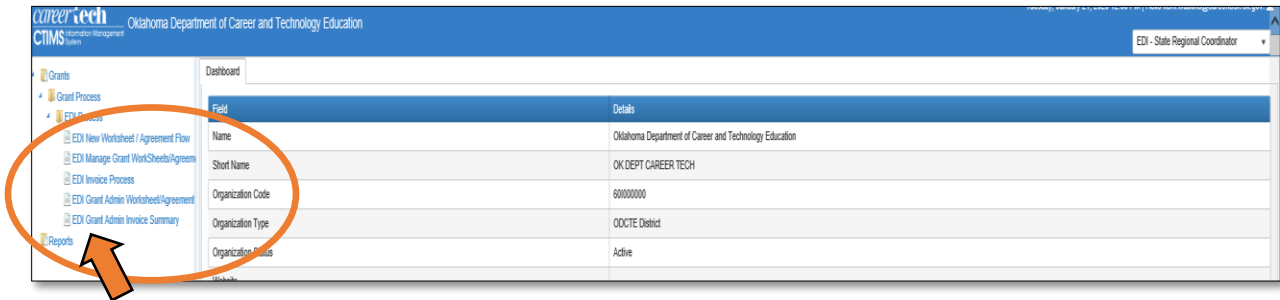 careertech
CTIMS Information Management System
Oklahoma Department of Career and Technology Education
EDI - State Regional Coordinator
Grants
Grant Process
EDI Process
EDI New Worksheet / Agreement Flow
EDI Manage Grant WorkSheets/Agreem
EDI Invoice Process
EDI Grant Admin Worksheet/Agreement
EDI Grant Admin Invoice Summary
Reports
Dashboard
Field Details
Name Oklahoma Department of Career and Technology Education
Short Name OK DEPT CAREER TECH
Organization Code 60I000000
Organization Type ODCTE District
Organization Status Active
Website